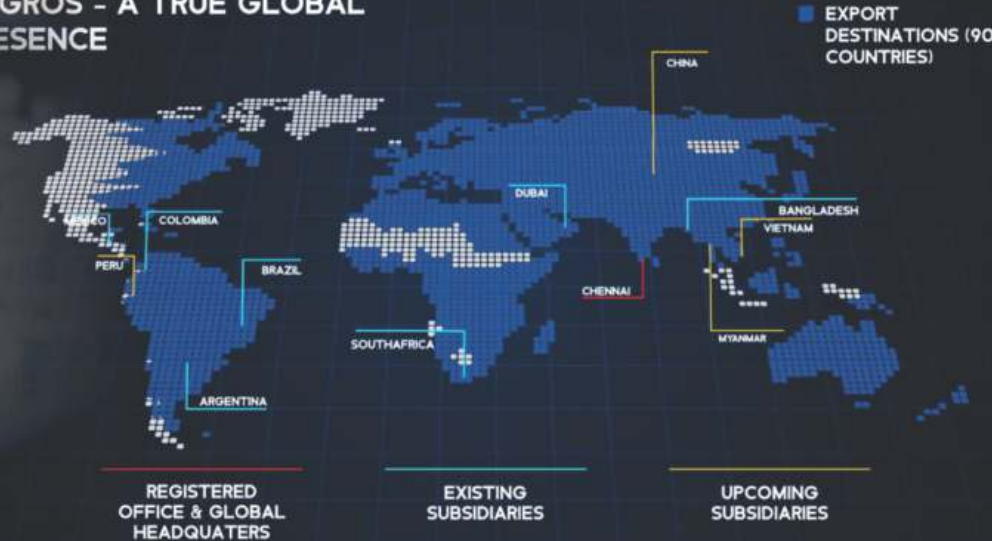 GROS - A TRUE GLOBAL
ESENCE
EXPORT
DESTINATIONS (90
COUNTRIES)
CHINA
DUBAI
BANGLADESH
VIETNAM
COLOMBIA
PERU
BRAZIL
CHENNAI
SOUTHAFRICA
MYANMAR
ARGENTINA
REGISTERED
OFFICE & GLOBAL
HEADQUATERS
EXISTING
SUBSIDIARIES
UPCOMING
SUBSIDIARIES